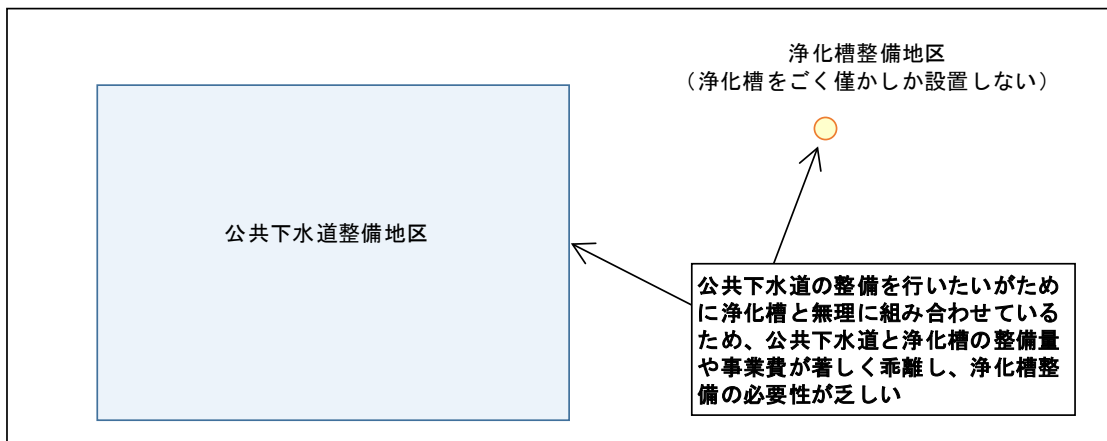 浄化槽整備地区
（浄化槽をごく僅かしか設置しない）
公共下水道整備地区
公共下水道の整備を行いたいがため
に浄化槽と無理に組み合わせている
ため、公共下水道と浄化槽の整備量
や事業費が著しく乖離し、浄化槽整
備の必要性が乏しい